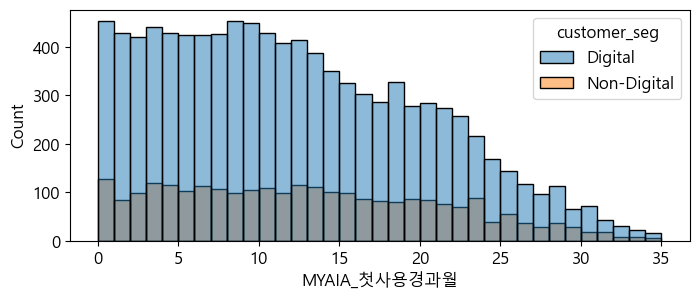 customer_seg
Digital
Non-Digital
Count
400
300
200
100
0
0 5 10 15 20 25 30 35
MYAIA_첫사용경과월